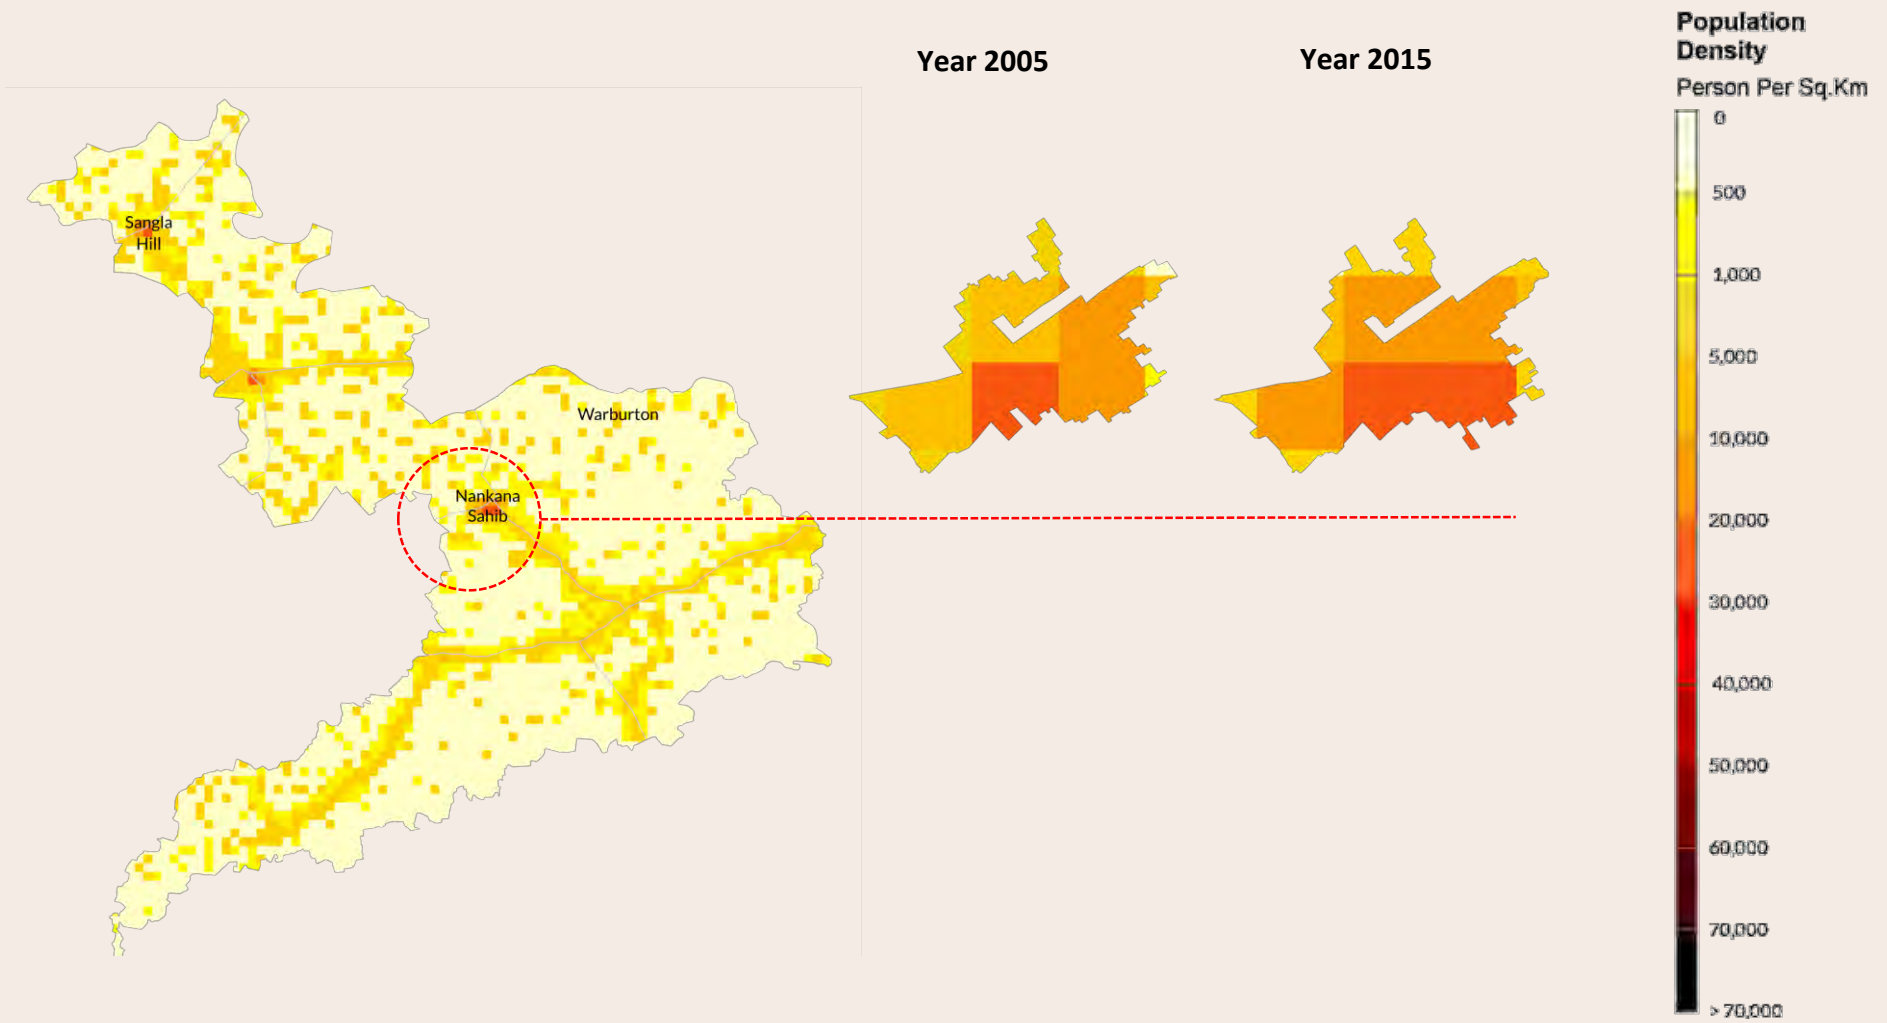 Year 2005
Year 2015
Population
Density
Person Per Sq.Km
0
500
1,000
5,000
10,000
20,000
30,000
40,000
50,000
60,000
70,000
> 70,000
Sangla
Hill
Warburton
Nankana
Sahib